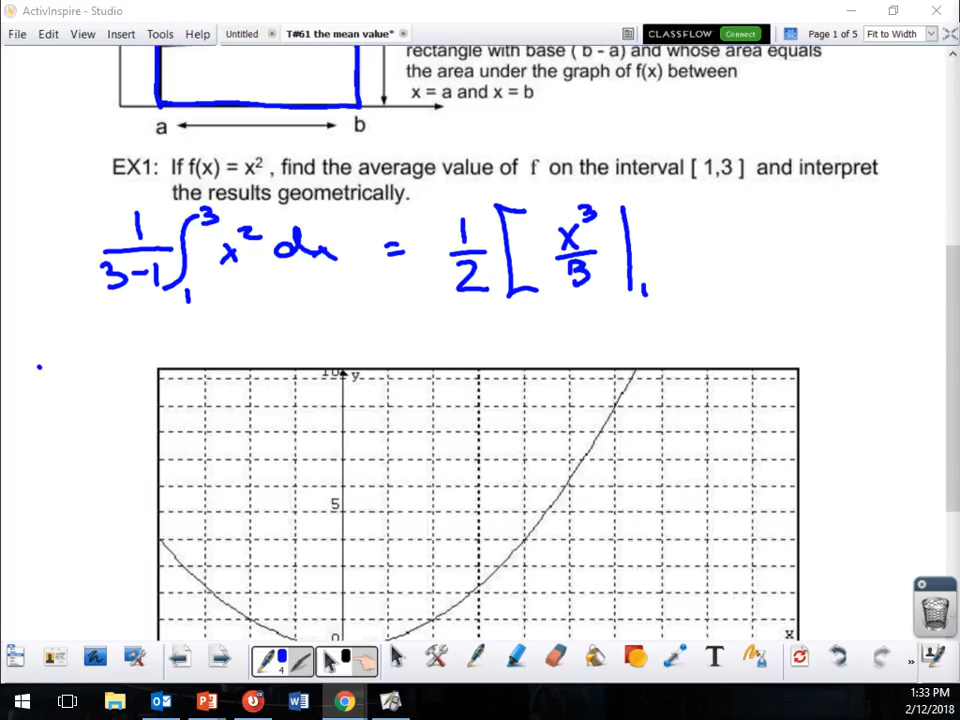 ActivInspire - Studio
File Edit View Insert Tools Help Untitled T#61 the mean value* CLASSFLOW Connect Page 1 of 5 Fit to Width
rectangle with base ( b - a) and whose area equals
the area under the graph of f(x) between
x = a and x = b
a b
EX1: If f(x) = x², find the average value of f on the interval [ 1,3 ] and interpret
the results geometrically.
1/(3-1) ∫₁³ x² dx = 1/2 [ x³/3 |₁
10 y
5
0 x
4
1:33 PM
2/12/2018